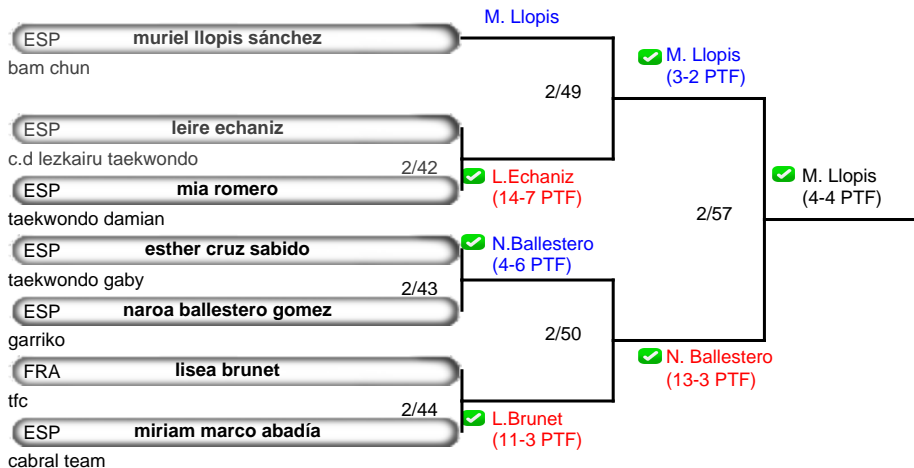 M. Llopis
ESP muriel llopis sánchez
bam chun
M. Llopis
(3-2 PTF)
2/49
ESP leire echaniz
c.d lezkairu taekwondo
2/42
L.Echaniz
(14-7 PTF)
ESP mia romero
taekwondo damian
M. Llopis
(4-4 PTF)
2/57
ESP esther cruz sabido
taekwondo gaby
N.Ballestero
(4-6 PTF)
2/43
ESP naroa ballestero gomez
garriko
2/50
N. Ballestero
(13-3 PTF)
FRA lisea brunet
tfc
2/44
L.Brunet
(11-3 PTF)
ESP miriam marco abadía
cabral team